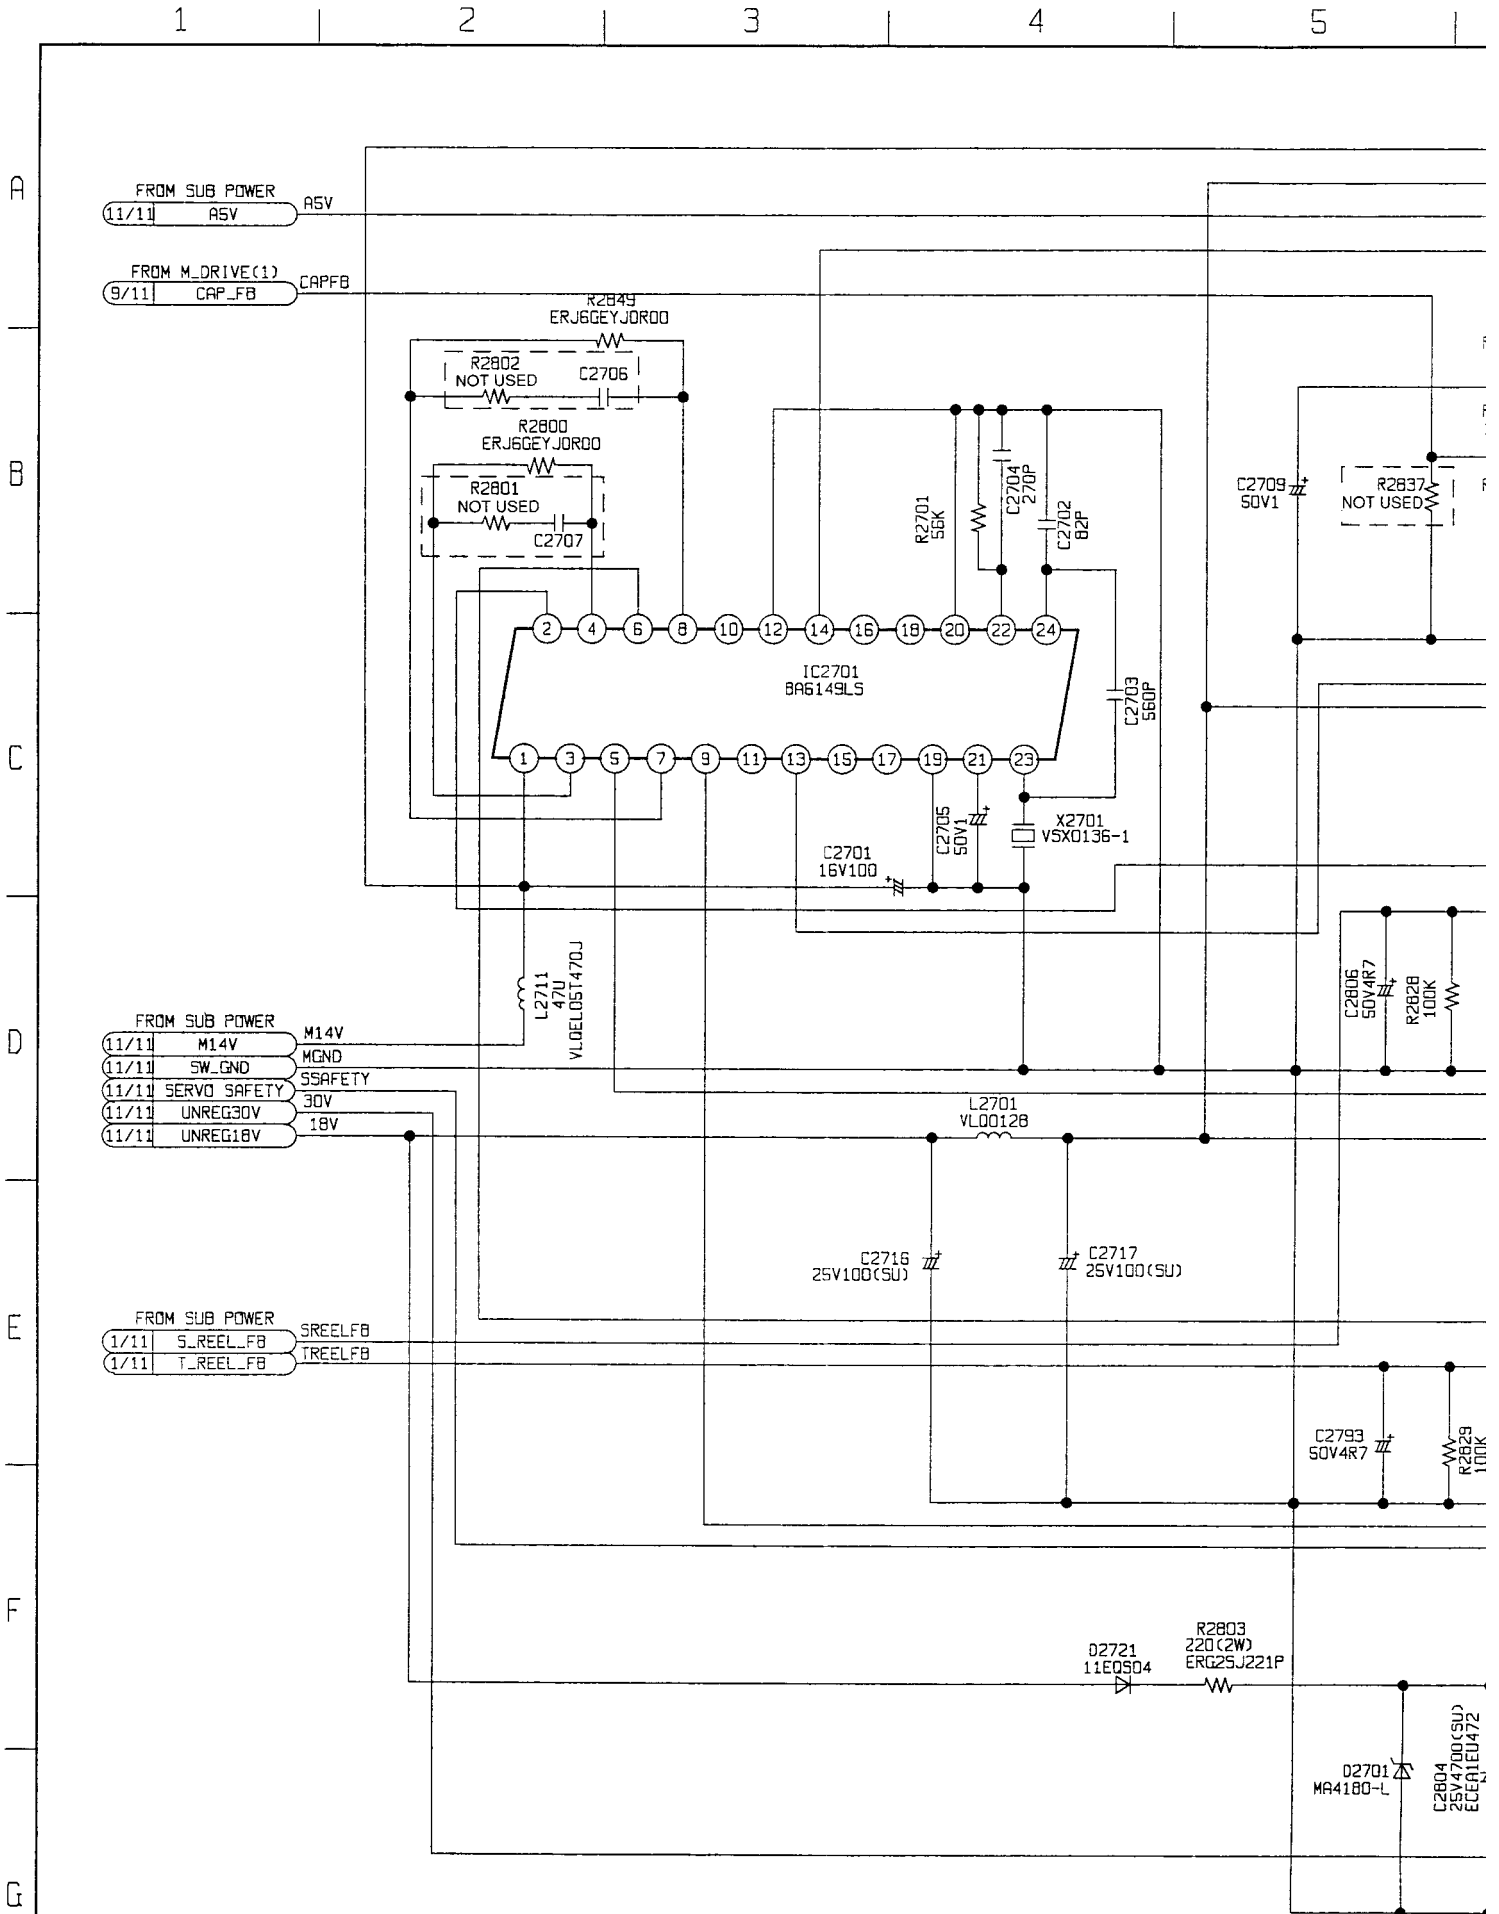 1 2 3 4 5
A
FROM SUB POWER
11/11 A5V
A5V
FROM M_DRIVE(1)
9/11 CAP_FB
CAPFB
R2849
ERJ6GEYJ0R00
R2802
NOT USED
C2706
R2800
ERJ6GEYJ0R00
B
R2801
NOT USED
C2707
R2701
56K
C2704
270P
C2702
82P
C2709
50V1
R2837
NOT USED
2 4 6 8 10 12 14 16 18 20 22 24
IC2701
BA6149LS
C2703
560P
C
1 3 5 7 9 11 13 15 17 19 21 23
C2705
50V1
X2701
VSX0136-1
C2701
16V100
L2711
47U
VLQEL05T470J
C2806
50V4R7
R2828
100K
D
FROM SUB POWER
11/11 M14V
M14V
11/11 SW_GND
MGND
11/11 SERVO SAFETY
SSAFETY
11/11 UNREG30V
30V
11/11 UNREG18V
18V
L2701
VLQ0128
C2716
25V100(SU)
C2717
25V100(SU)
E
FROM SUB POWER
1/11 S_REEL_FB
SREELFB
1/11 T_REEL_FB
TREELFB
C2793
50V4R7
R2829
100K
F
D2721
11EQS04
R2803
220(2W)
ERG2SJ221P
D2701
MA4180-L
C2804
25V4700(SU)
ECEA1EU472
G